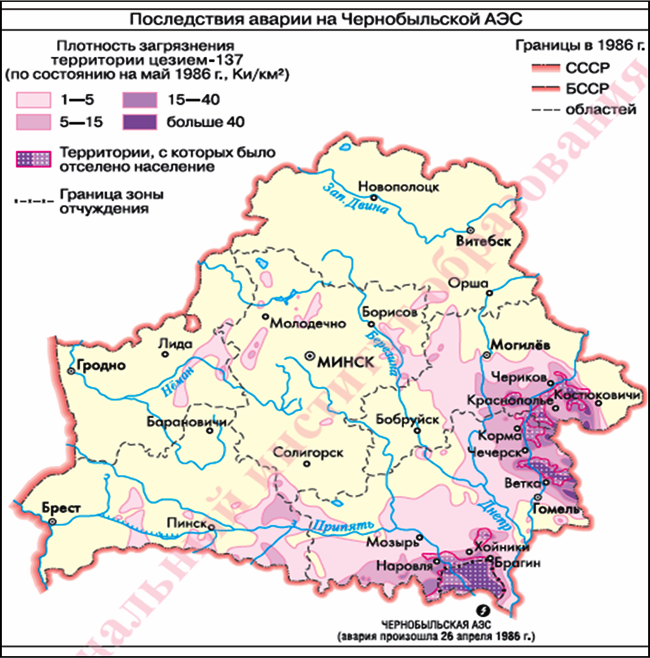 Последствия аварии на Чернобыльской АЭС
Плотность загрязнения
территории цезием-137
(по состоянию на май 1986 г., Ки/км²)
1—5
15—40
5—15
больше 40
Территории, с которых было
отселено население
Граница зоны
отчуждения
Границы в 1986 г.
СССР
БССР
областей
Новополоцк
Зап. Двина
Витебск
Орша
Борисов
Молодечно
Березина
Могилёв
Лида
МИНСК
Гродно
Чериков
Неман
Краснополье
Костюковичи
Барановичи
Бобруйск
Корма
Солигорск
Чечерск
Ветка
Брест
Днепр
Гомель
Пинск
Припять
Мозырь
Хойники
Наровля
Брагин
ЧЕРНОБЫЛЬСКАЯ АЭС
(авария произошла 26 апреля 1986 г.)
нальный институт образования